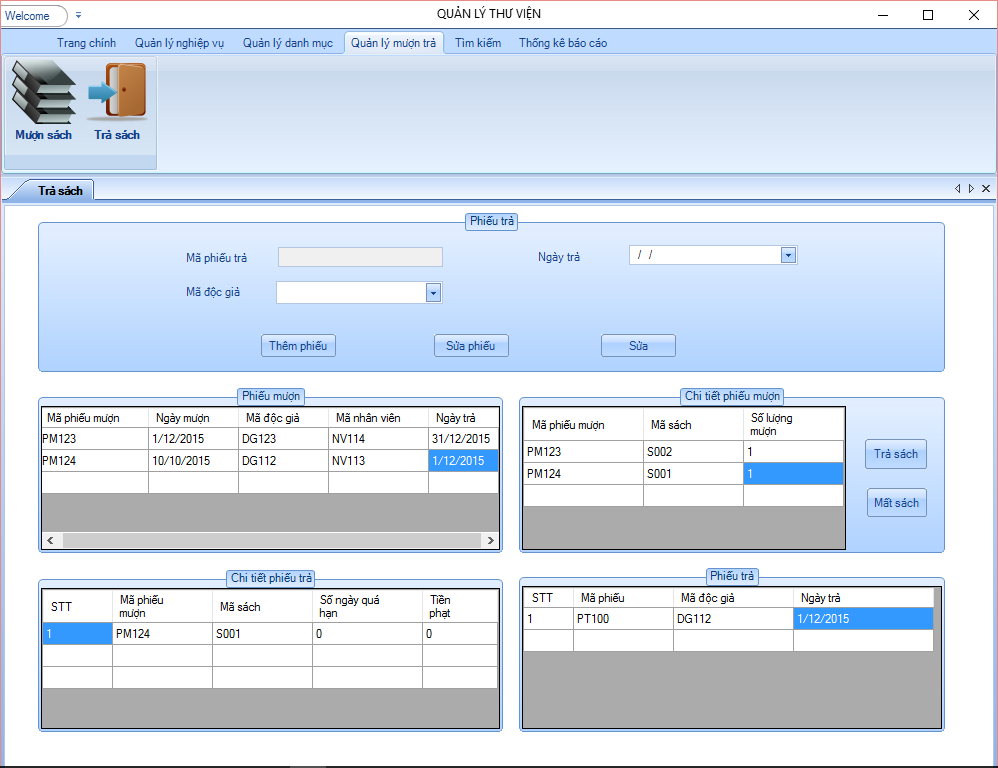 Welcome
QUẢN LÝ THƯ VIỆN
Trang chính Quản lý nghiệp vụ Quản lý danh mục Quản lý mượn trả Tìm kiếm Thống kê báo cáo
Mượn sách Trả sách
Trả sách
Phiếu trả
Mã phiếu trả
Ngày trả / /
Mã độc giả
Thêm phiếu Sửa phiếu Sửa
Phiếu mượn
Mã phiếu mượn Ngày mượn Mã độc giả Mã nhân viên Ngày trả
PM123 1/12/2015 DG123 NV114 31/12/2015
PM124 10/10/2015 DG112 NV113 1/12/2015
Chi tiết phiếu mượn
Mã phiếu mượn Mã sách Số lượng
mượn
PM123 S002 1
PM124 S001 1
Trả sách
Mất sách
Chi tiết phiếu trả
STT Mã phiếu Mã sách Số ngày quá Tiền
mượn hạn phạt
1 PM124 S001 0 0
Phiếu trả
STT Mã phiếu Mã độc giả Ngày trả
1 PT100 DG112 1/12/2015